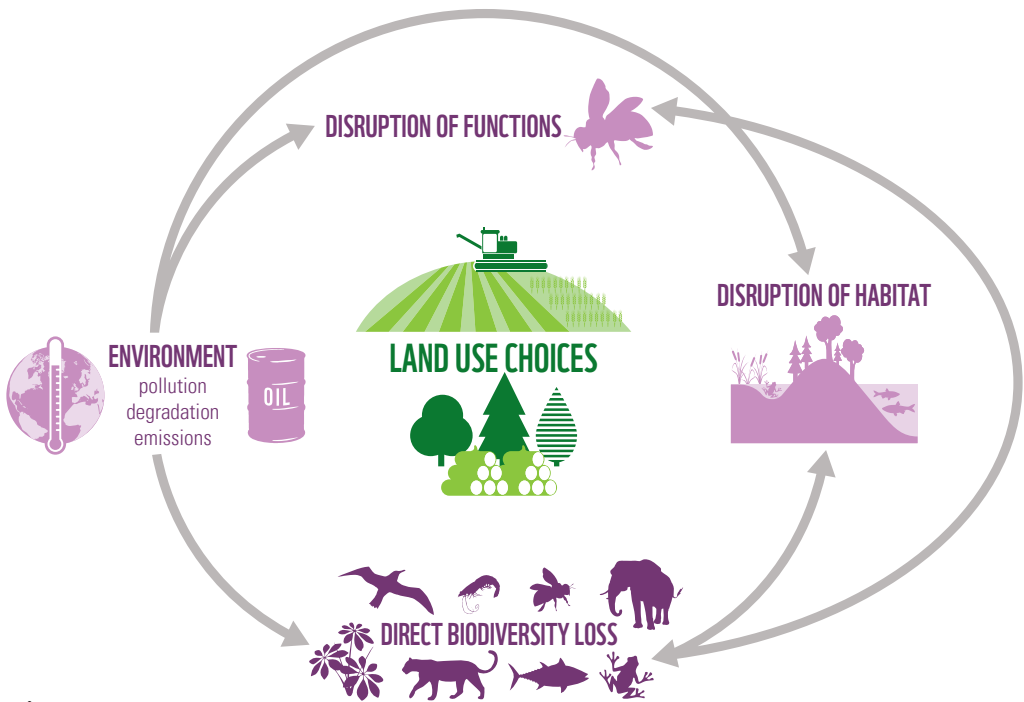 DISRUPTION OF FUNCTIONS
DISRUPTION OF HABITAT
ENVIRONMENT
pollution
degradation
emissions
OIL
LAND USE CHOICES
DIRECT BIODIVERSITY LOSS